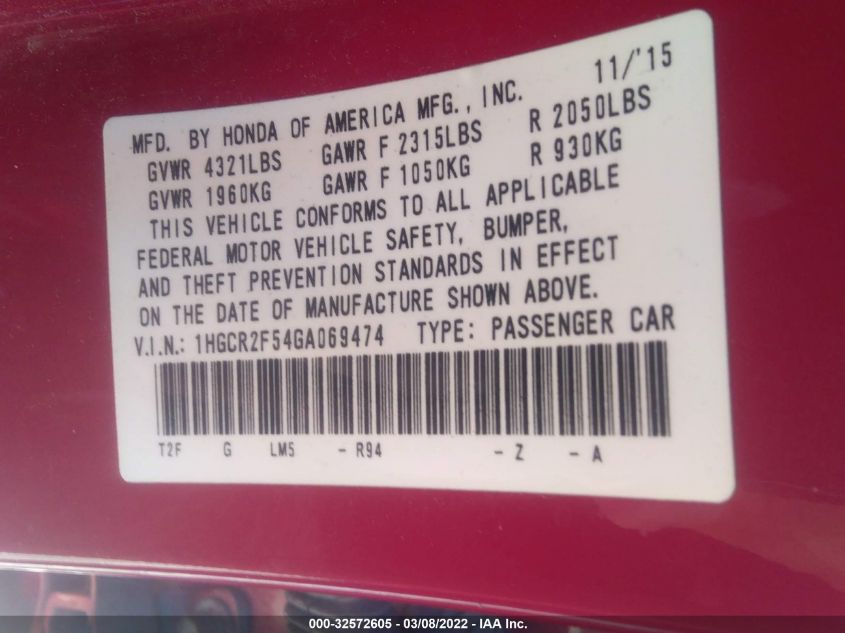 11/'15
MFD. BY HONDA OF AMERICA MFG., INC.
GVWR 4321LBS GAWR F 2315LBS R 2050LBS
GVWR 1960KG GAWR F 1050KG R 930KG
THIS VEHICLE CONFORMS TO ALL APPLICABLE
FEDERAL MOTOR VEHICLE SAFETY, BUMPER,
AND THEFT PREVENTION STANDARDS IN EFFECT
ON THE DATE OF MANUFACTURE SHOWN ABOVE.
V.I.N.: 1HGCR2F54GA069474 TYPE: PASSENGER CAR
T2F G LM5 - R94 - Z - A
000-32572605 - 03/08/2022 - IAA Inc.